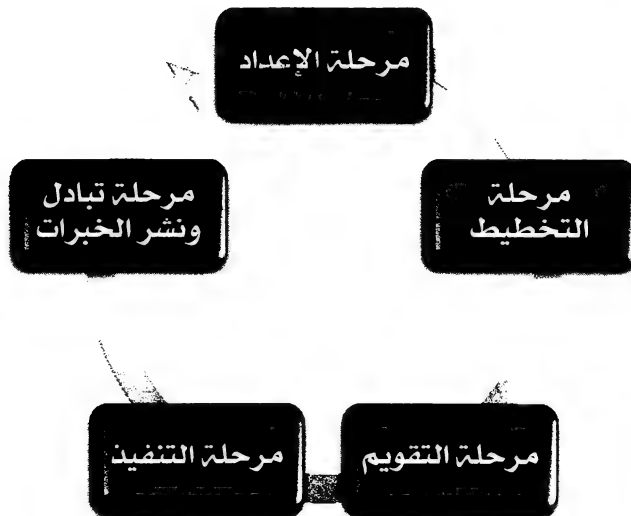 مرحلة الإعداد
مرحلة
التخطيط
مرحلة تبادل
ونشر الخبرات
مرحلة التقويم
مرحلة التنفيذ